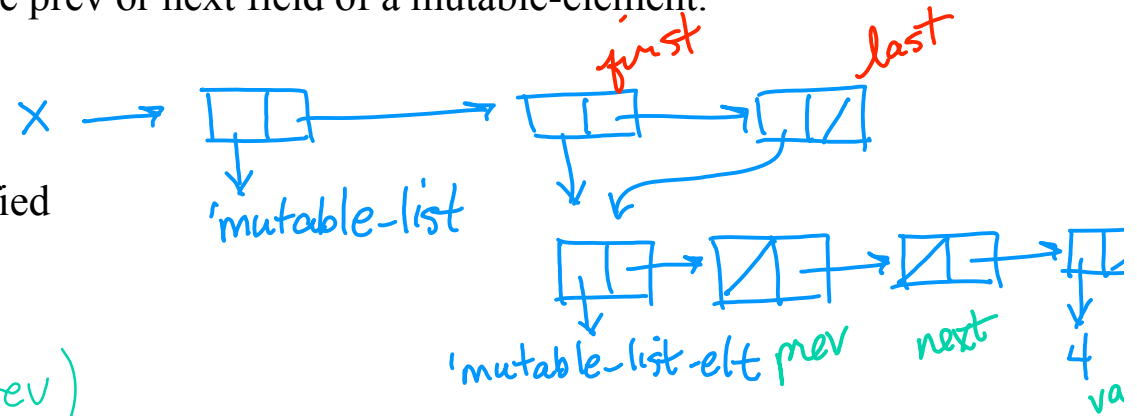 e prev or next field of a mutable-element.
first
last
X
ied
'mutable-list
'mutable-list-elt
prev
next
4
va
ev)